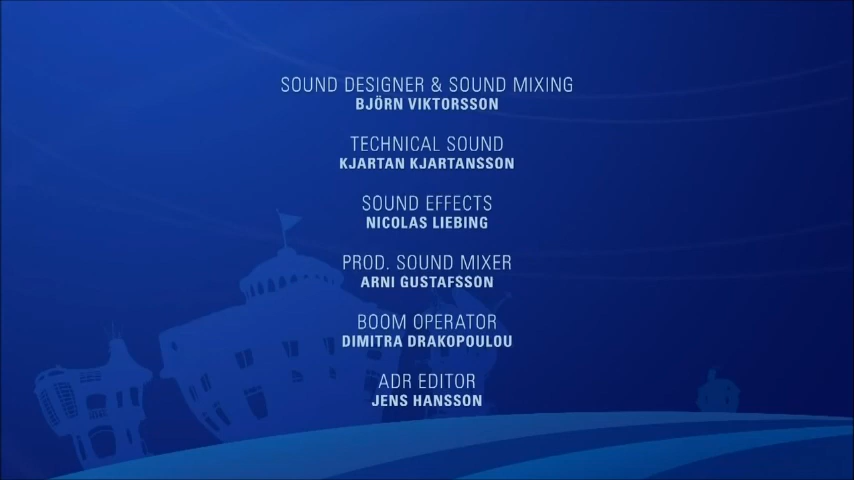 SOUND DESIGNER & SOUND MIXING
BJÖRN VIKTORSSON
TECHNICAL SOUND
KJARTAN KJARTANSSON
SOUND EFFECTS
NICOLAS LIEBING
PROD. SOUND MIXER
ARNI GUSTAFSSON
BOOM OPERATOR
DIMITRA DRAKOPOULOU
ADR EDITOR
JENS HANSSON